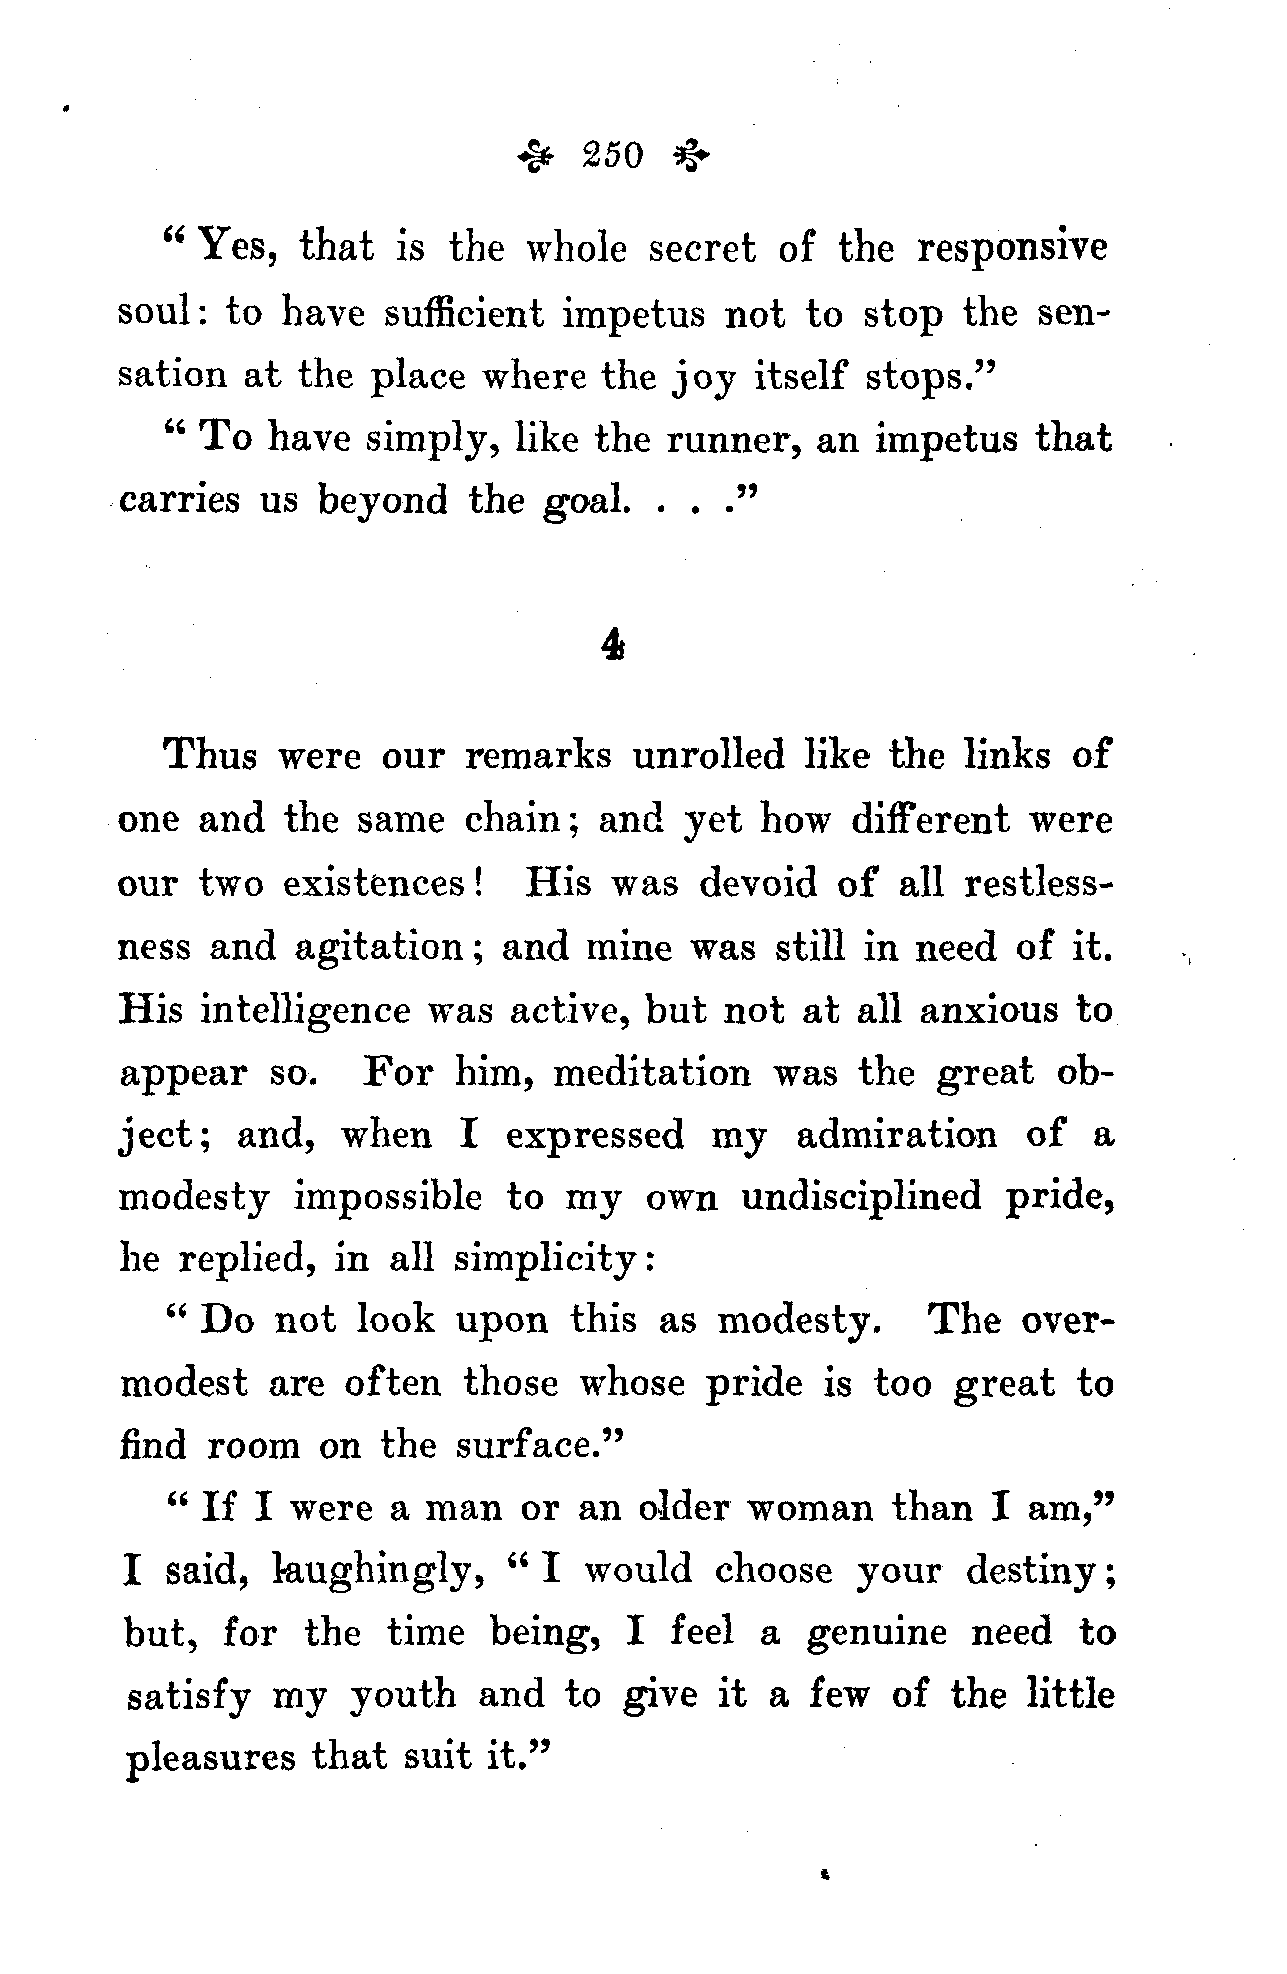 250
“ Yes, that is the whole secret of the responsive
soul: to have sufficient impetus not to stop the sen-
sation at the place where the joy itself stops.”
“ To have simply, like the runner, an impetus that
carries us beyond the goal. . . .”
4
Thus were our remarks unrolled like the links of
one and the same chain; and yet how different were
our two existences! His was devoid of all restless-
ness and agitation; and mine was still in need of it.
His intelligence was active, but not at all anxious to
appear so. For him, meditation was the great ob-
ject; and, when I expressed my admiration of a
modesty impossible to my own undisciplined pride,
he replied, in all simplicity:
“ Do not look upon this as modesty. The over-
modest are often those whose pride is too great to
find room on the surface.”
“ If I were a man or an older woman than I am,”
I said, laughingly, “ I would choose your destiny;
but, for the time being, I feel a genuine need to
satisfy my youth and to give it a few of the little
pleasures that suit it.”